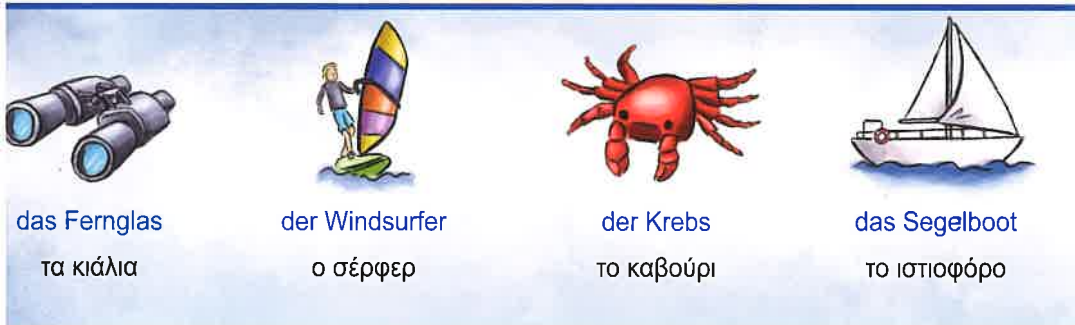 das Fernglas
der Windsurfer
der Krebs
das Segelboot
τα κιάλια
ο σέρφερ
το καβούρι
το ιστιοφόρο